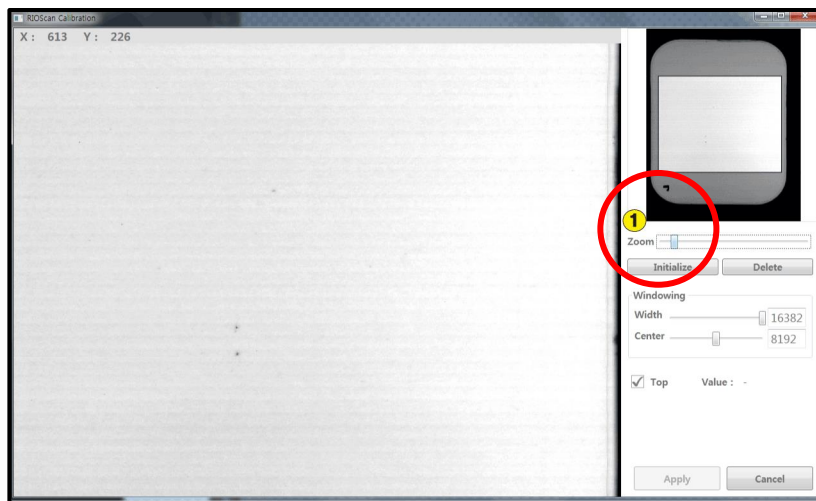 RIOScan Calibration
X : 613 Y : 226
1
Zoom
Initialize Delete
Windowing
Width 16382
Center 8192
Top Value : -
Apply Cancel